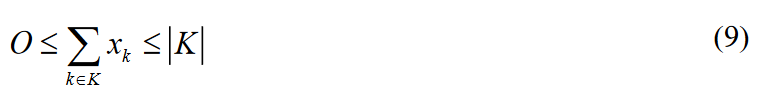 O ≤ ∑_{k∈K} x_k ≤ |K| (9)